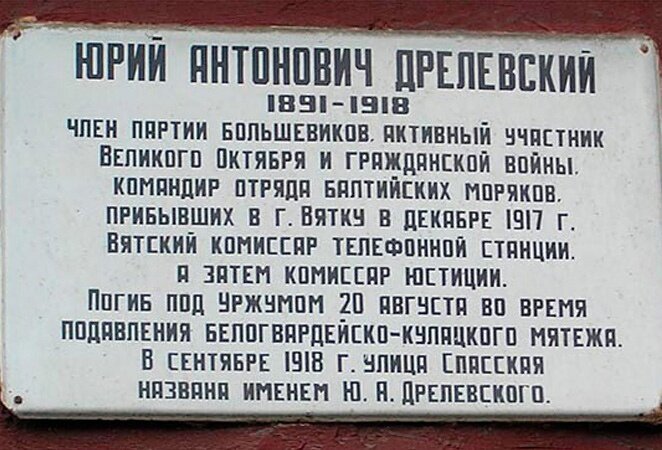 ЮРИЙ АНТОНОВИЧ ДРЕЛЕВСКИЙ
1891-1918
ЧЛЕН ПАРТИИ БОЛЬШЕВИКОВ, АКТИВНЫЙ УЧАСТНИК
ВЕЛИКОГО ОКТЯБРЯ И ГРАЖДАНСКОЙ ВОЙНЫ,
КОМАНДИР ОТРЯДА БАЛТИЙСКИХ МОРЯКОВ,
ПРИБЫВШИХ В Г. ВЯТКУ В ДЕКАБРЕ 1917 Г.
ВЯТСКИЙ КОМИССАР ТЕЛЕФОННОЙ СТАНЦИИ,
А ЗАТЕМ КОМИССАР ЮСТИЦИИ.
ПОГИБ ПОД УРЖУМОМ 20 АВГУСТА ВО ВРЕМЯ
ПОДАВЛЕНИЯ БЕЛОГВАРДЕЙСКО-КУЛАЦКОГО МЯТЕЖА.
В СЕНТЯБРЕ 1918 Г. УЛИЦА СПАССКАЯ
НАЗВАНА ИМЕНЕМ Ю. А. ДРЕЛЕВСКОГО.